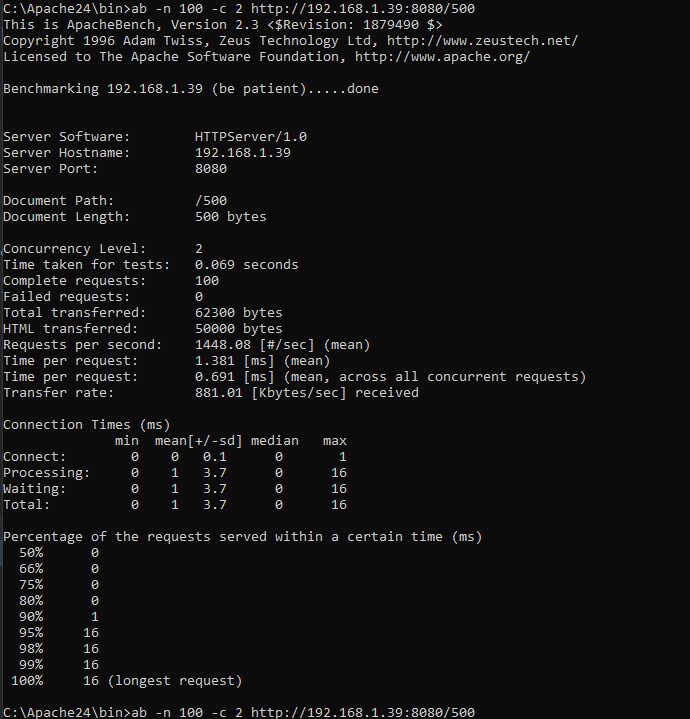 C:\Apache24\bin>ab -n 100 -c 2 http://192.168.1.39:8080/500
This is ApacheBench, Version 2.3 <$Revision: 1879490 $>
Copyright 1996 Adam Twiss, Zeus Technology Ltd, http://www.zeustech.net/
Licensed to The Apache Software Foundation, http://www.apache.org/
Benchmarking 192.168.1.39 (be patient).....done
Server Software:        HTTPServer/1.0
Server Hostname:        192.168.1.39
Server Port:            8080
Document Path:          /500
Document Length:        500 bytes
Concurrency Level:      2
Time taken for tests:   0.069 seconds
Complete requests:      100
Failed requests:        0
Total transferred:      62300 bytes
HTML transferred:       50000 bytes
Requests per second:    1448.08 [#/sec] (mean)
Time per request:       1.381 [ms] (mean)
Time per request:       0.691 [ms] (mean, across all concurrent requests)
Transfer rate:          881.01 [Kbytes/sec] received
Connection Times (ms)
              min  mean[+/-sd] median   max
Connect:        0    0   0.1      0       1
Processing:     0    1   3.7      0      16
Waiting:        0    1   3.7      0      16
Total:          0    1   3.7      0      16
Percentage of the requests served within a certain time (ms)
  50%      0
  66%      0
  75%      0
  80%      0
  90%      1
  95%     16
  98%     16
  99%     16
 100%     16 (longest request)
C:\Apache24\bin>ab -n 100 -c 2 http://192.168.1.39:8080/500